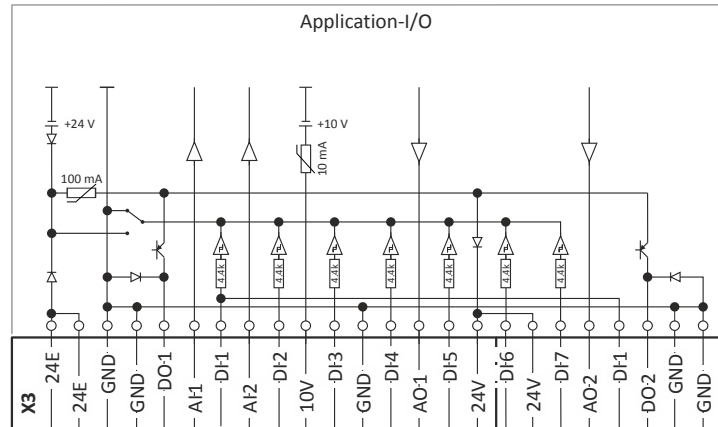 Application-I/O
+24 V
+10 V
10 mA
100 mA
4.4k
4.4k
4.4k
4.4k
4.4k
4.4k
4.4k
X3
24E
24E
GND
GND
DO1
AI1
DI1
AI2
DI2
10V
DI3
GND
DI4
AO1
DI5
24V
DI6
24V
DI7
AO2
DI1
DO2
GND
GND